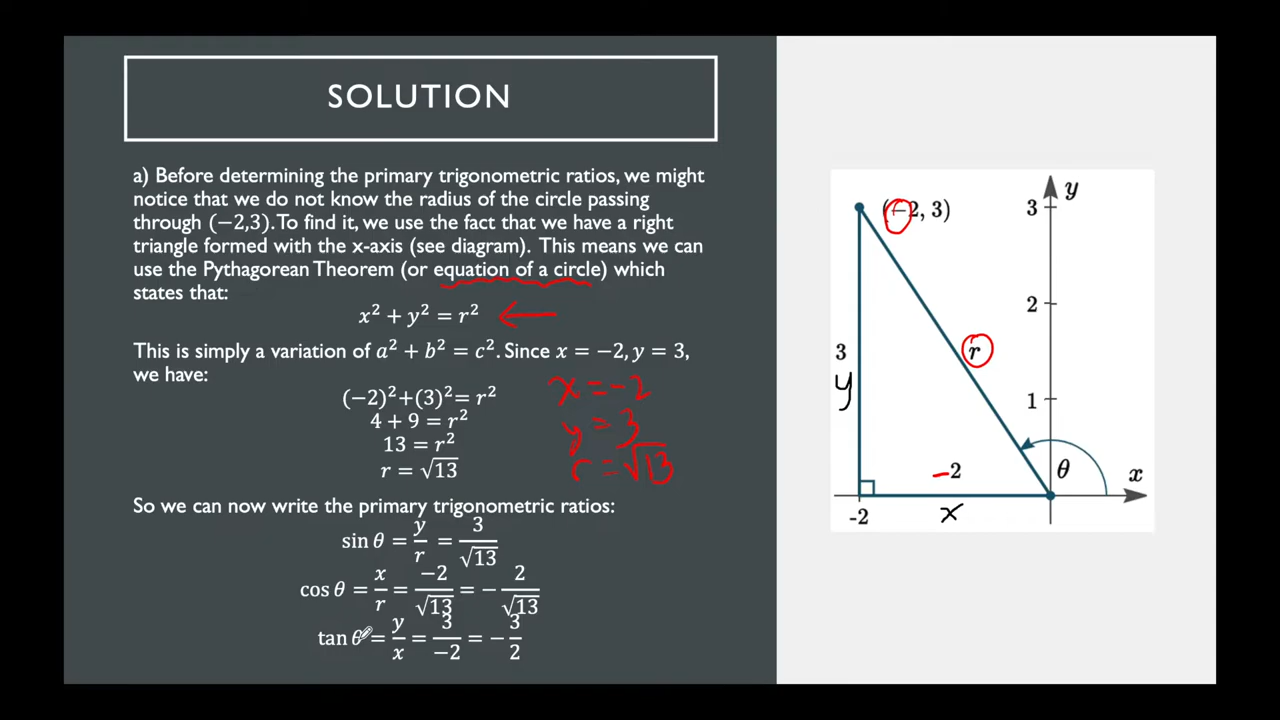 SOLUTION
a) Before determining the primary trigonometric ratios, we might
notice that we do not know the radius of the circle passing
through (−2,3). To find it, we use the fact that we have a right
triangle formed with the x-axis (see diagram). This means we can
use the Pythagorean Theorem (or equation of a circle) which
states that:
x² + y² = r²
This is simply a variation of a² + b² = c². Since x = −2, y = 3,
we have:
(−2)²+(3)²= r²
4 + 9 = r²
13 = r²
r = √13
x = -2
y = 3
r = √13
So we can now write the primary trigonometric ratios:
sin θ = y/r = 3/√13
cos θ = x/r = −2/√13 = − 2/√13
tan θ = y/x = 3/−2 = − 3/2
(−2, 3)
3
y
2
1
3
y
r
θ
x
-2
-2
x